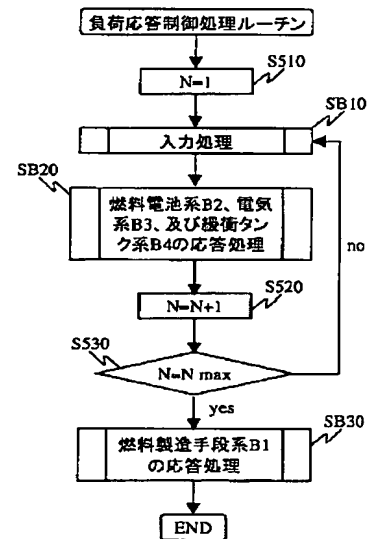 負荷応答制御処理ルーチン
S510
N=1
SB10
入力処理
SB20
燃料電池系B2、電気
系B3、及び緩衝タン
ク系B4の応答処理
no
S520
N=N+1
S530
N=N max
yes
SB30
燃料製造手段系B1
の応答処理
END